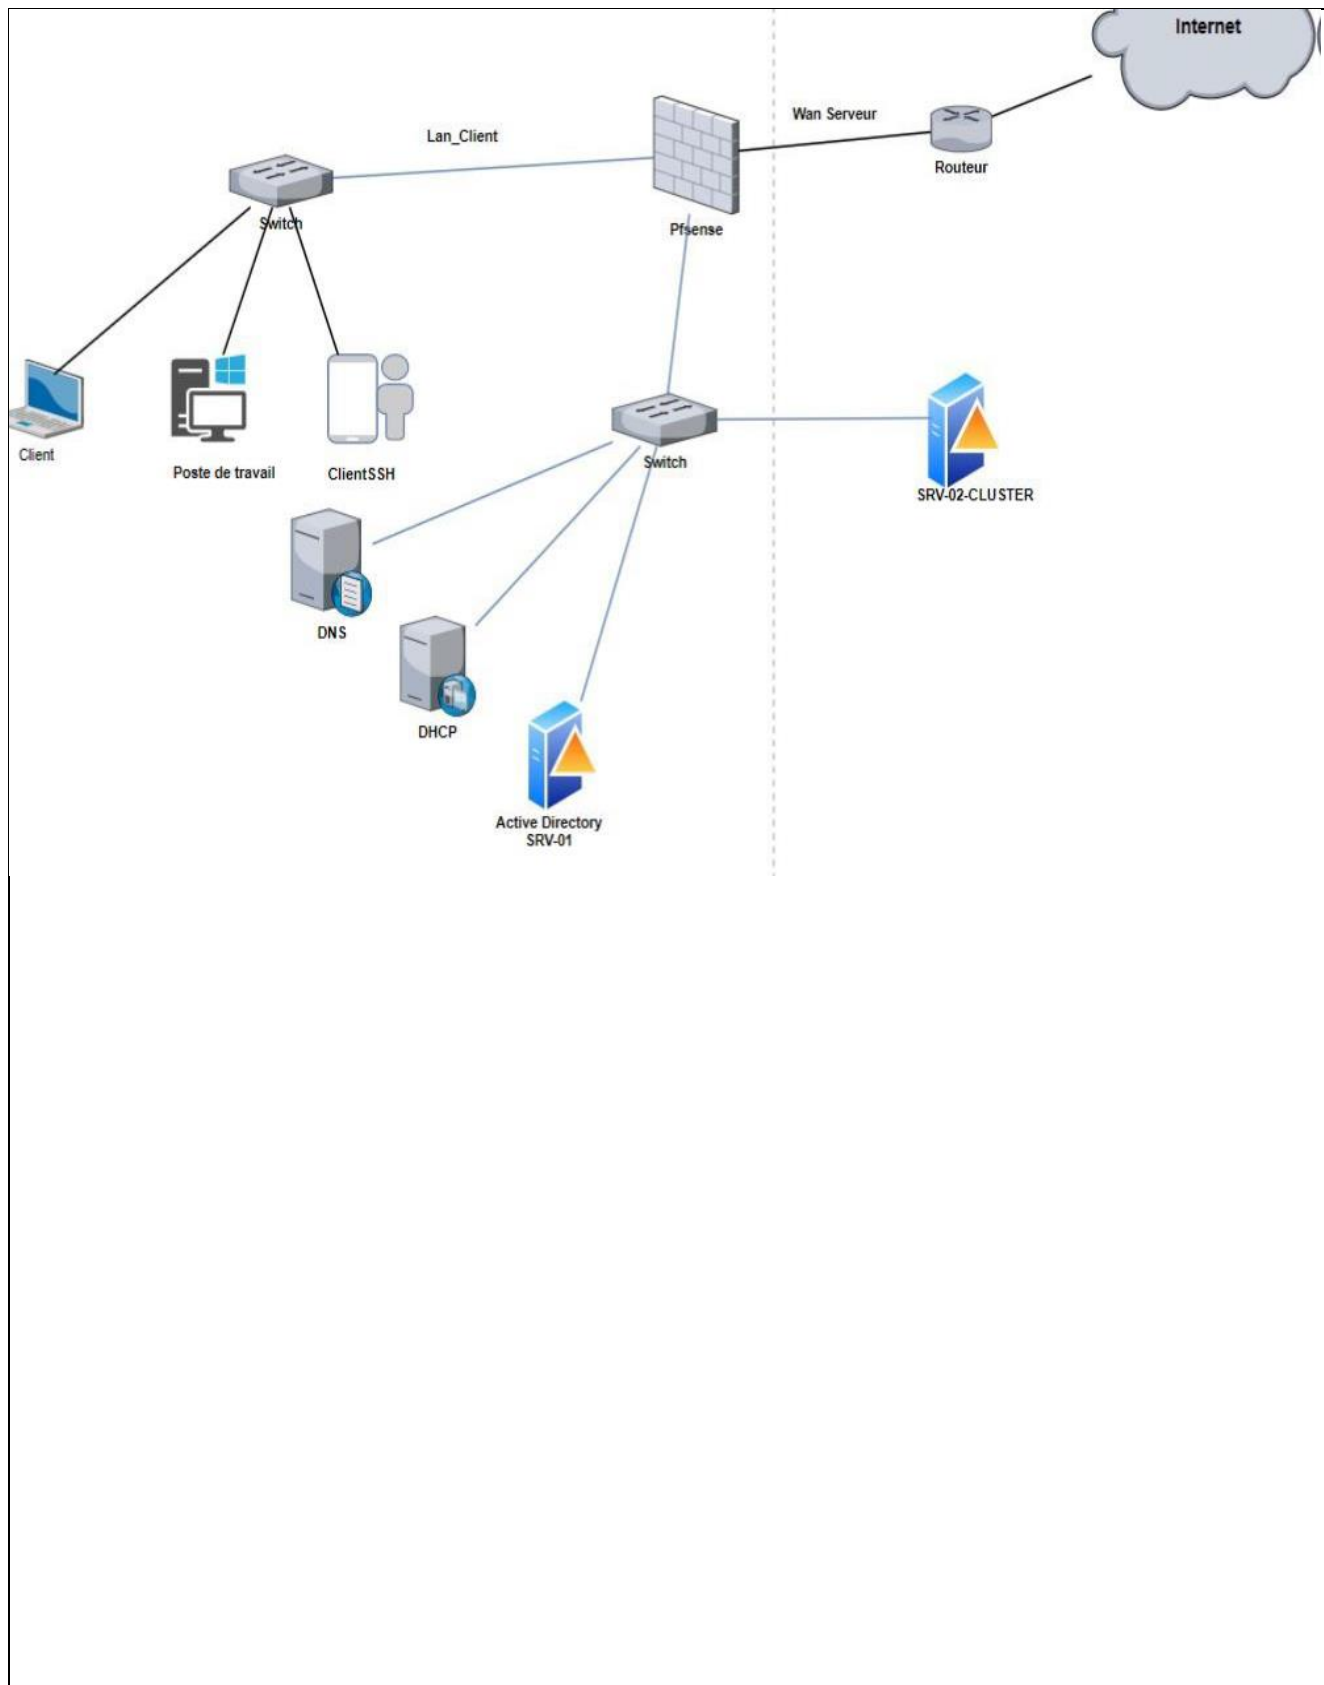 Internet
Wan Serveur
Lan_Client
Routeur
Switch
Pfsense
Client
Poste de travail
ClientSSH
Switch
SRV-02-CLUSTER
DNS
DHCP
Active Directory
SRV-01